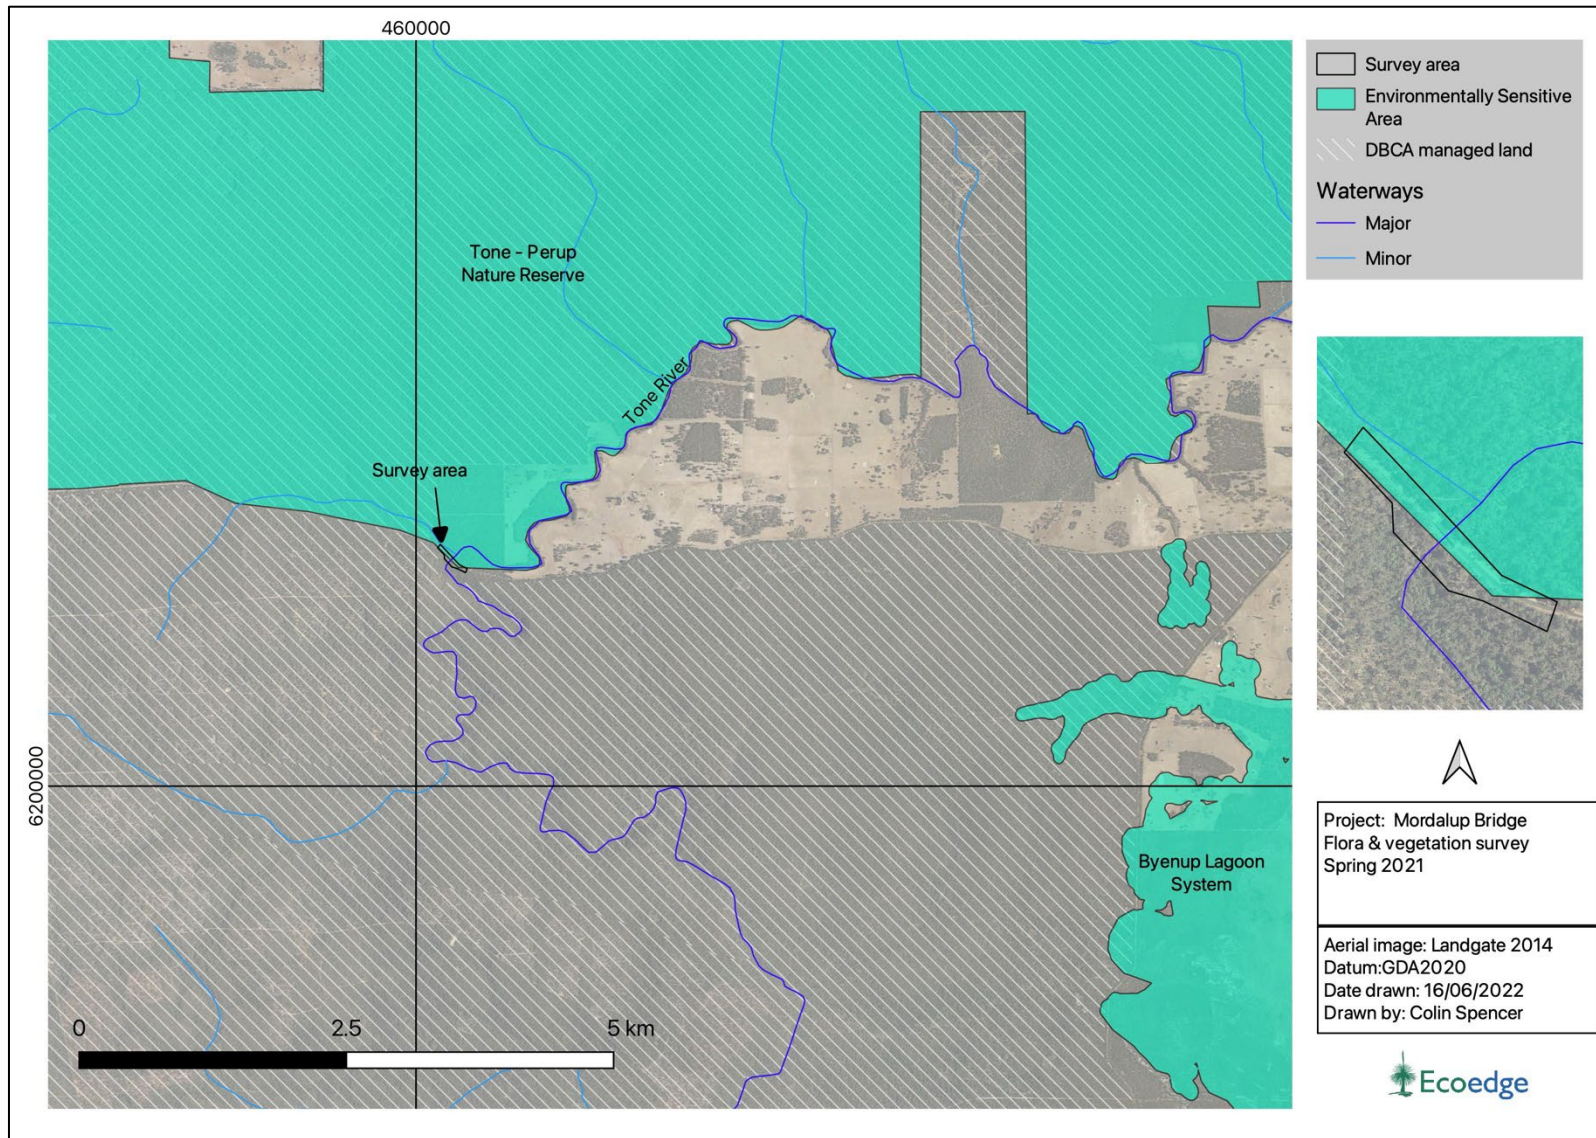 460000
Survey area
Environmentally Sensitive
Area
DBCA managed land
Waterways
Major
Minor
Tone - Perup
Nature Reserve
Tone River
Survey area
6200000
Byenup Lagoon
System
0 2.5 5 km
Project: Mordalup Bridge
Flora & vegetation survey
Spring 2021
Aerial image: Landgate 2014
Datum:GDA2020
Date drawn: 16/06/2022
Drawn by: Colin Spencer
Ecoedge